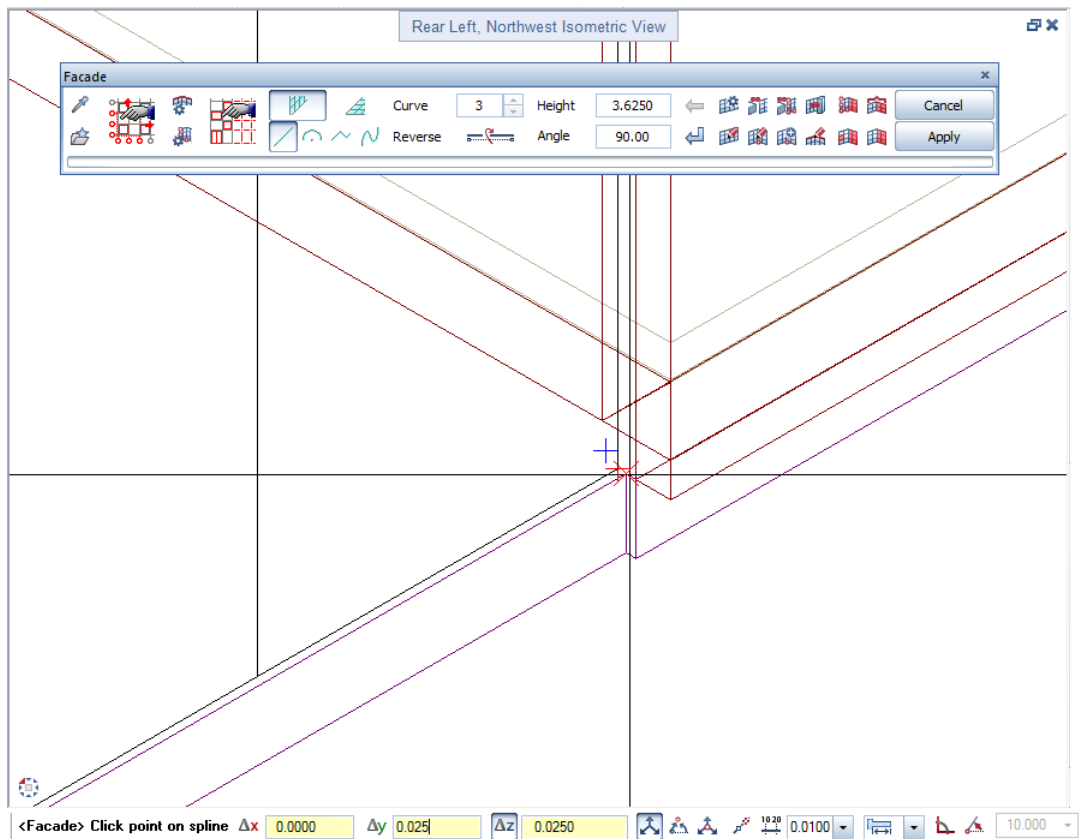 Rear Left, Northwest Isometric View
Facade
Curve 3 Height 3.6250 Cancel
Reverse Angle 90.00 Apply
<Facade> Click point on spline Δx 0.0000 Δy 0.025 Δz 0.0250 1020 0.0100 10.000